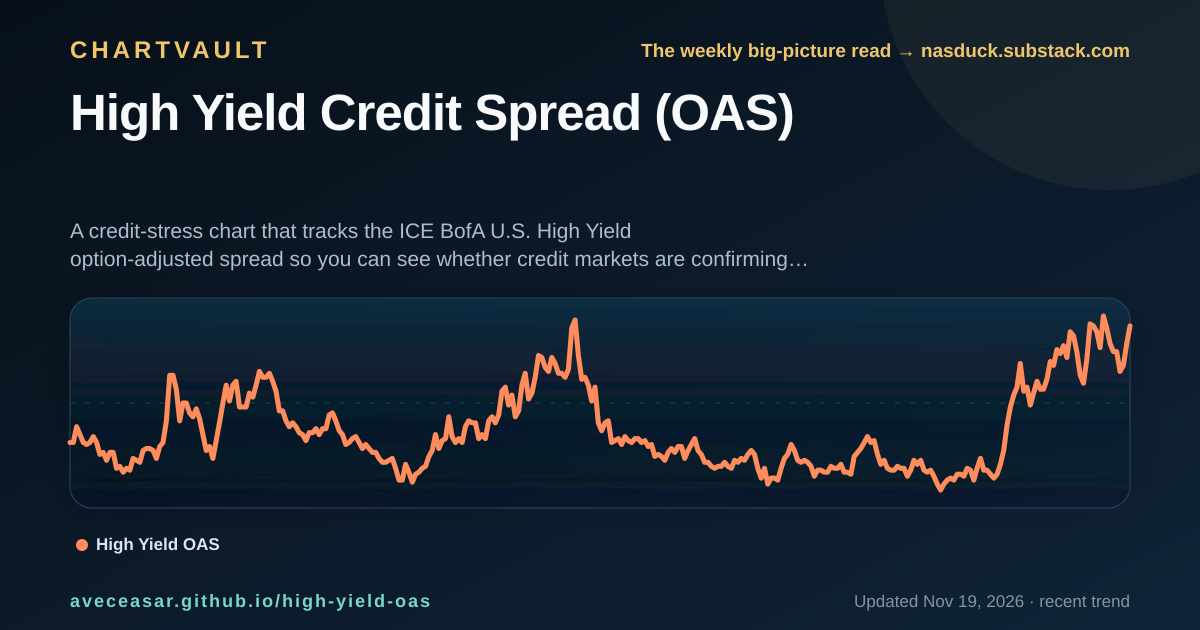 CHARTVAULT
The weekly big-picture read → nasduck.substack.com
High Yield Credit Spread (OAS)
A credit-stress chart that tracks the ICE BofA U.S. High Yield
option-adjusted spread so you can see whether credit markets are confirming…
High Yield OAS
aveceasar.github.io/high-yield-oas
Updated Nov 19, 2026 · recent trend